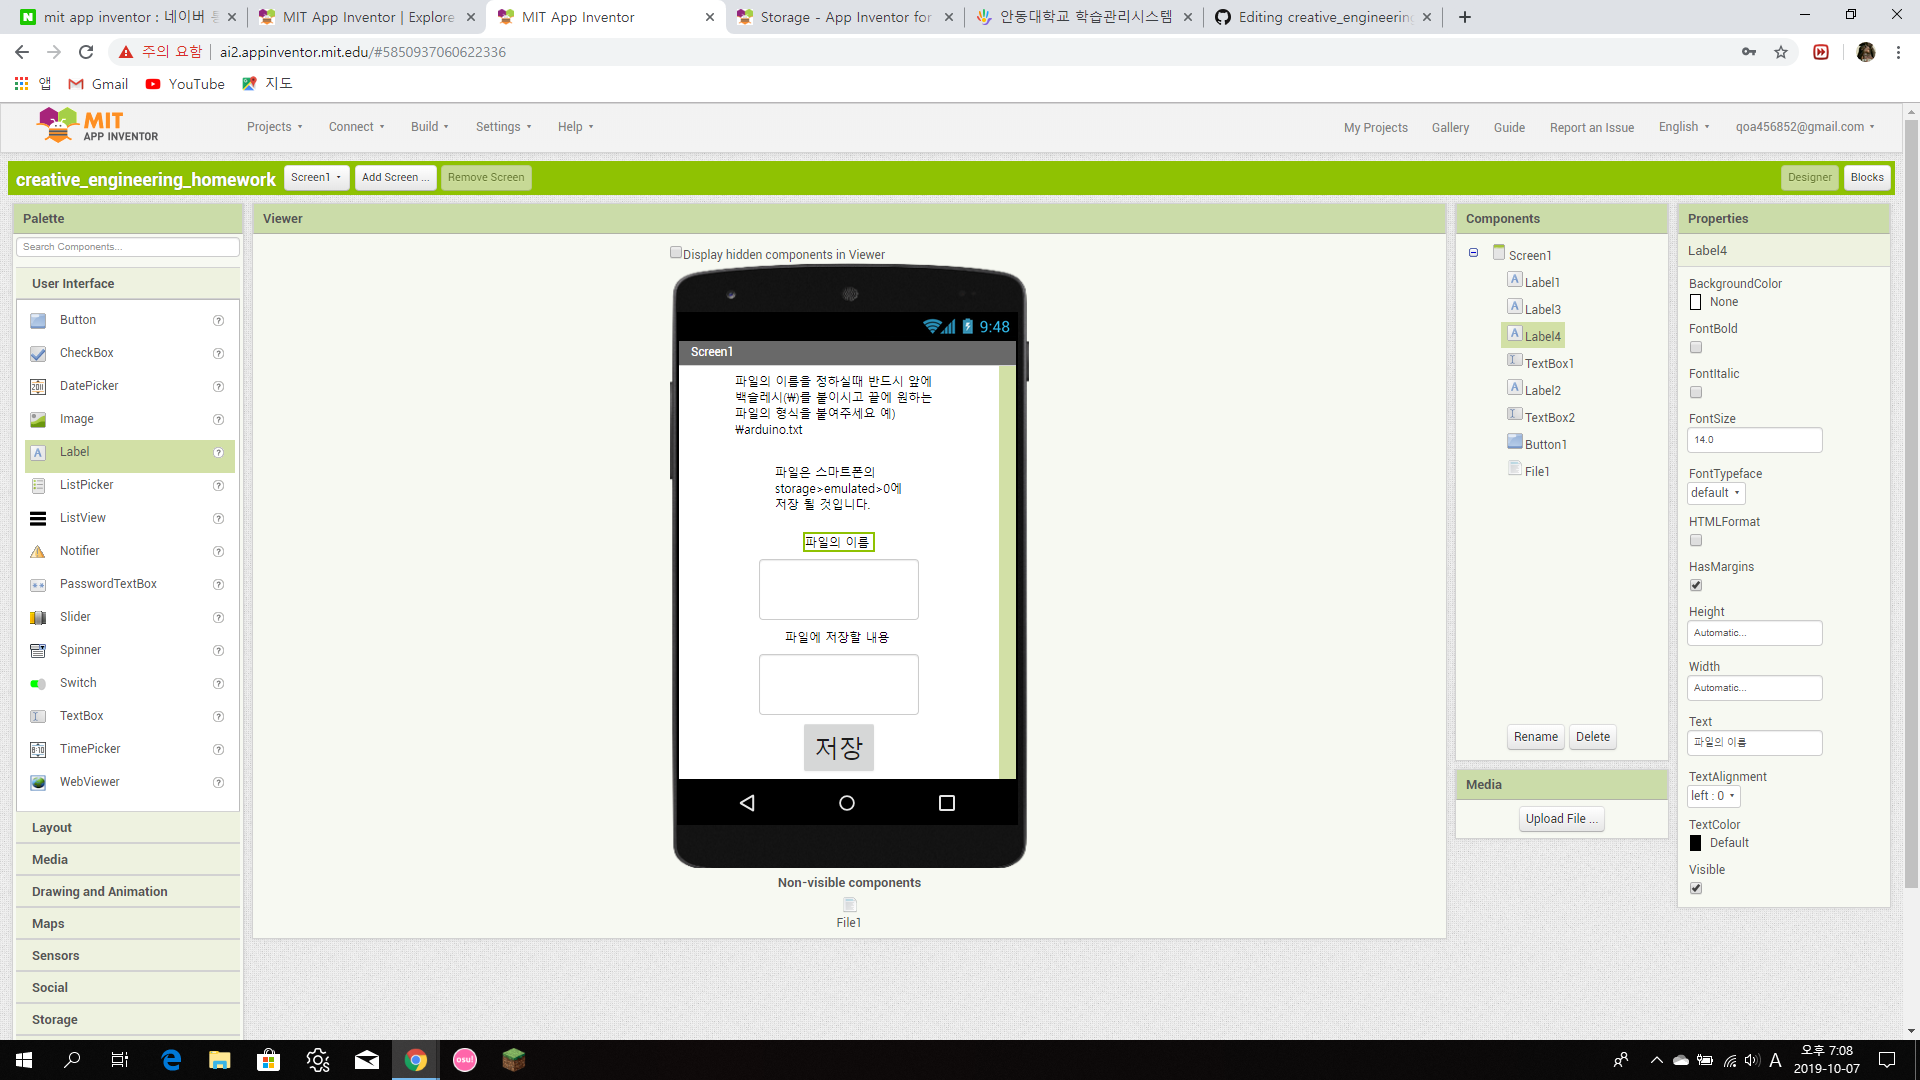 mit app inventor : 네이버 통
MIT App Inventor | Explore
MIT App Inventor
Storage - App Inventor for
안동대학교 학습관리시스템
Editing creative_engineering
주의 요함
ai2.appinventor.mit.edu/#5850937060622336
앱
Gmail
YouTube
지도
MIT
APP INVENTOR
Projects
Connect
Build
Settings
Help
My Projects
Gallery
Guide
Report an Issue
English
qoa456852@gmail.com
creative_engineering_homework
Screen1
Add Screen ...
Remove Screen
Designer
Blocks
Palette
Search Components...
User Interface
Button
CheckBox
DatePicker
Image
Label
ListPicker
ListView
Notifier
PasswordTextBox
Slider
Spinner
Switch
TextBox
TimePicker
WebViewer
Layout
Media
Drawing and Animation
Maps
Sensors
Social
Storage
Viewer
Display hidden components in Viewer
9:48
Screen1
파일의 이름을 정하실때 반드시 앞에
백슬레시(₩)를 붙이시고 끝에 원하는
파일의 형식을 붙여주세요 예)
₩arduino.txt
파일은 스마트폰의
storage>emulated>0에
저장 될 것입니다.
파일의 이름
파일에 저장할 내용
저장
Non-visible components
File1
Components
Screen1
Label1
Label3
Label4
TextBox1
Label2
TextBox2
Button1
File1
Rename
Delete
Media
Upload File ...
Properties
Label4
BackgroundColor
None
FontBold
FontItalic
FontSize
14.0
FontTypeface
default
HTMLFormat
HasMargins
Height
Automatic...
Width
Automatic...
Text
파일의 이름
TextAlignment
left : 0
TextColor
Default
Visible
osu!
A
오후 7:08
2019-10-07